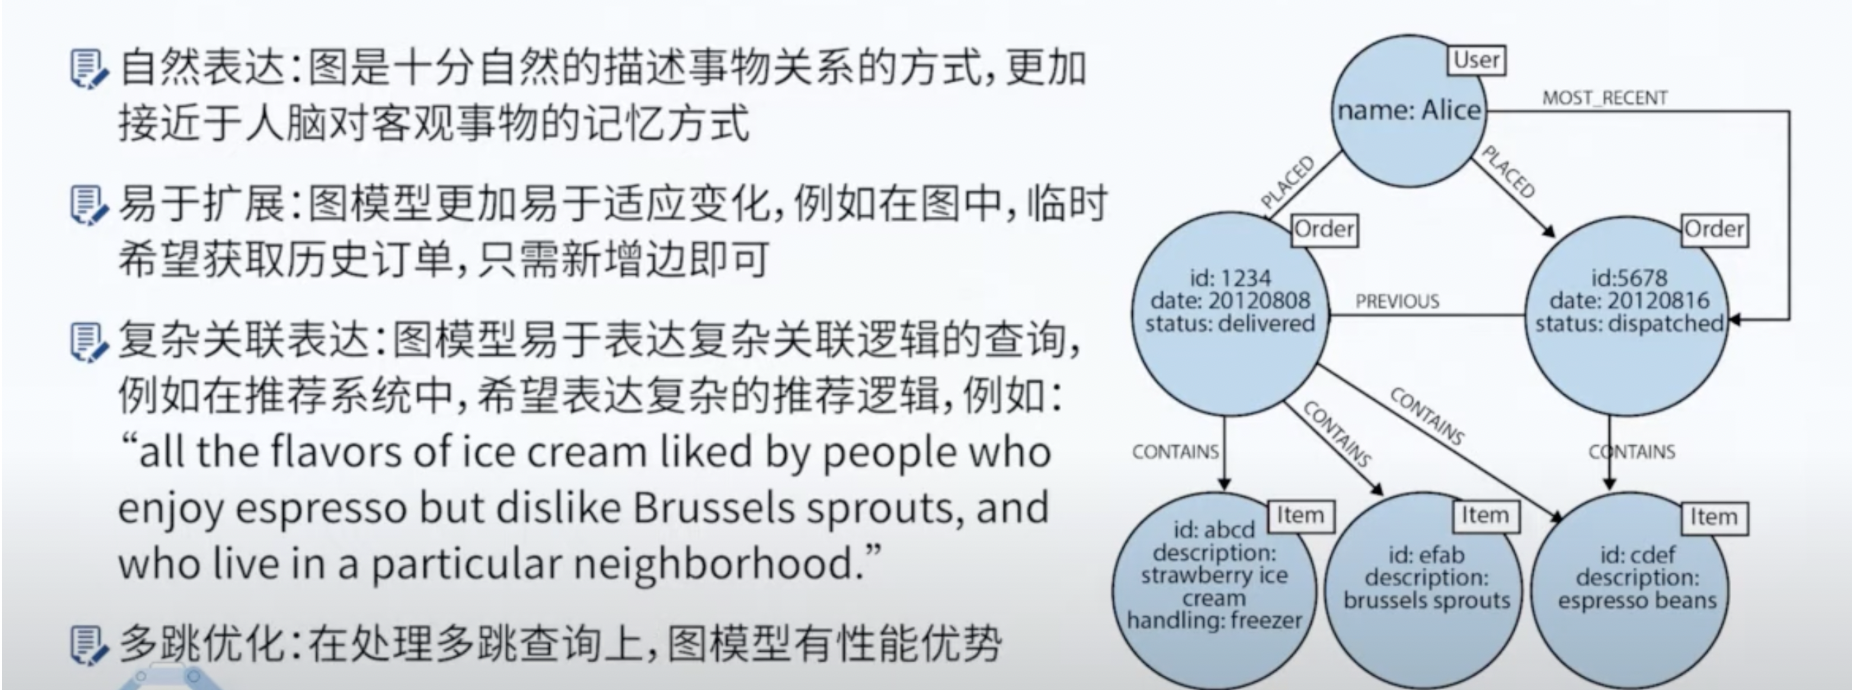 自然表达：图是十分自然的描述事物关系的方式，更加
接近于人脑对客观事物的记忆方式
易于扩展：图模型更加易于适应变化，例如在图中，临时
希望获取历史订单，只需新增边即可
复杂关联表达：图模型易于表达复杂关联逻辑的查询，
例如在推荐系统中，希望表达复杂的推荐逻辑，例如：
“all the flavors of ice cream liked by people who
enjoy espresso but dislike Brussels sprouts, and
who live in a particular neighborhood.”
多跳优化：在处理多跳查询上，图模型有性能优势
User
name: Alice
MOST_RECENT
PLACED
PLACED
Order
id: 1234
date: 20120808
status: delivered
PREVIOUS
Order
id:5678
date: 20120816
status: dispatched
CONTAINS
CONTAINS
CONTAINS
CONTAINS
Item
id: abcd
description:
strawberry ice
cream
handling: freezer
Item
id: efab
description:
brussels sprouts
Item
id: cdef
description:
espresso beans